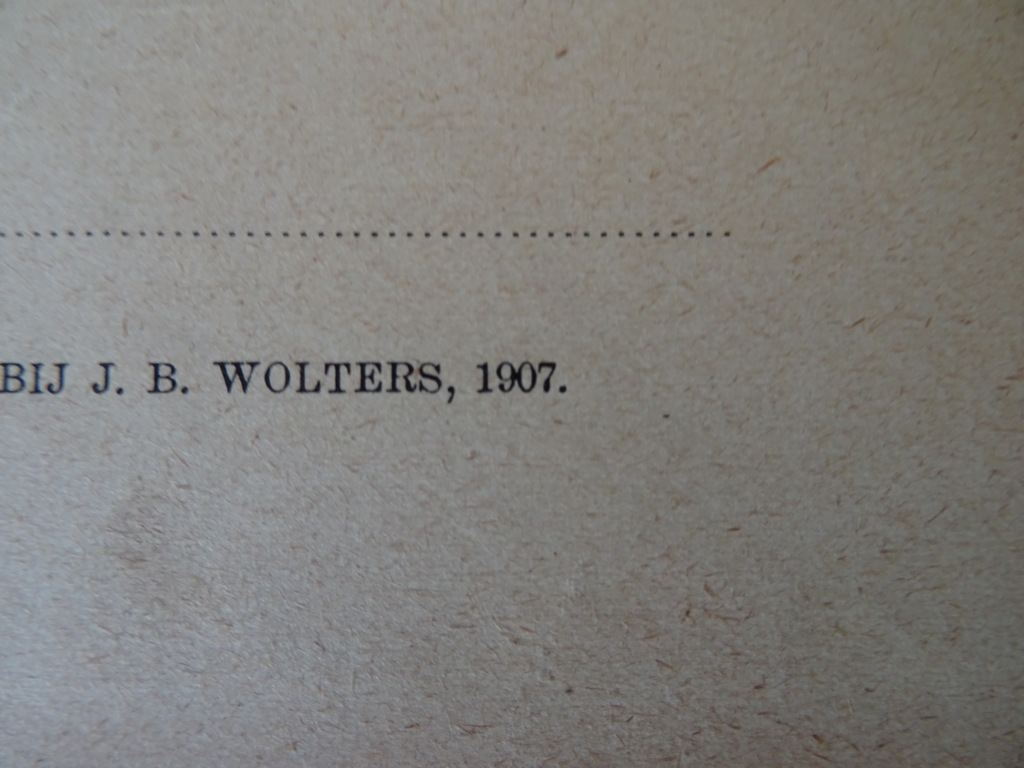 BIJ J. B. WOLTERS, 1907.